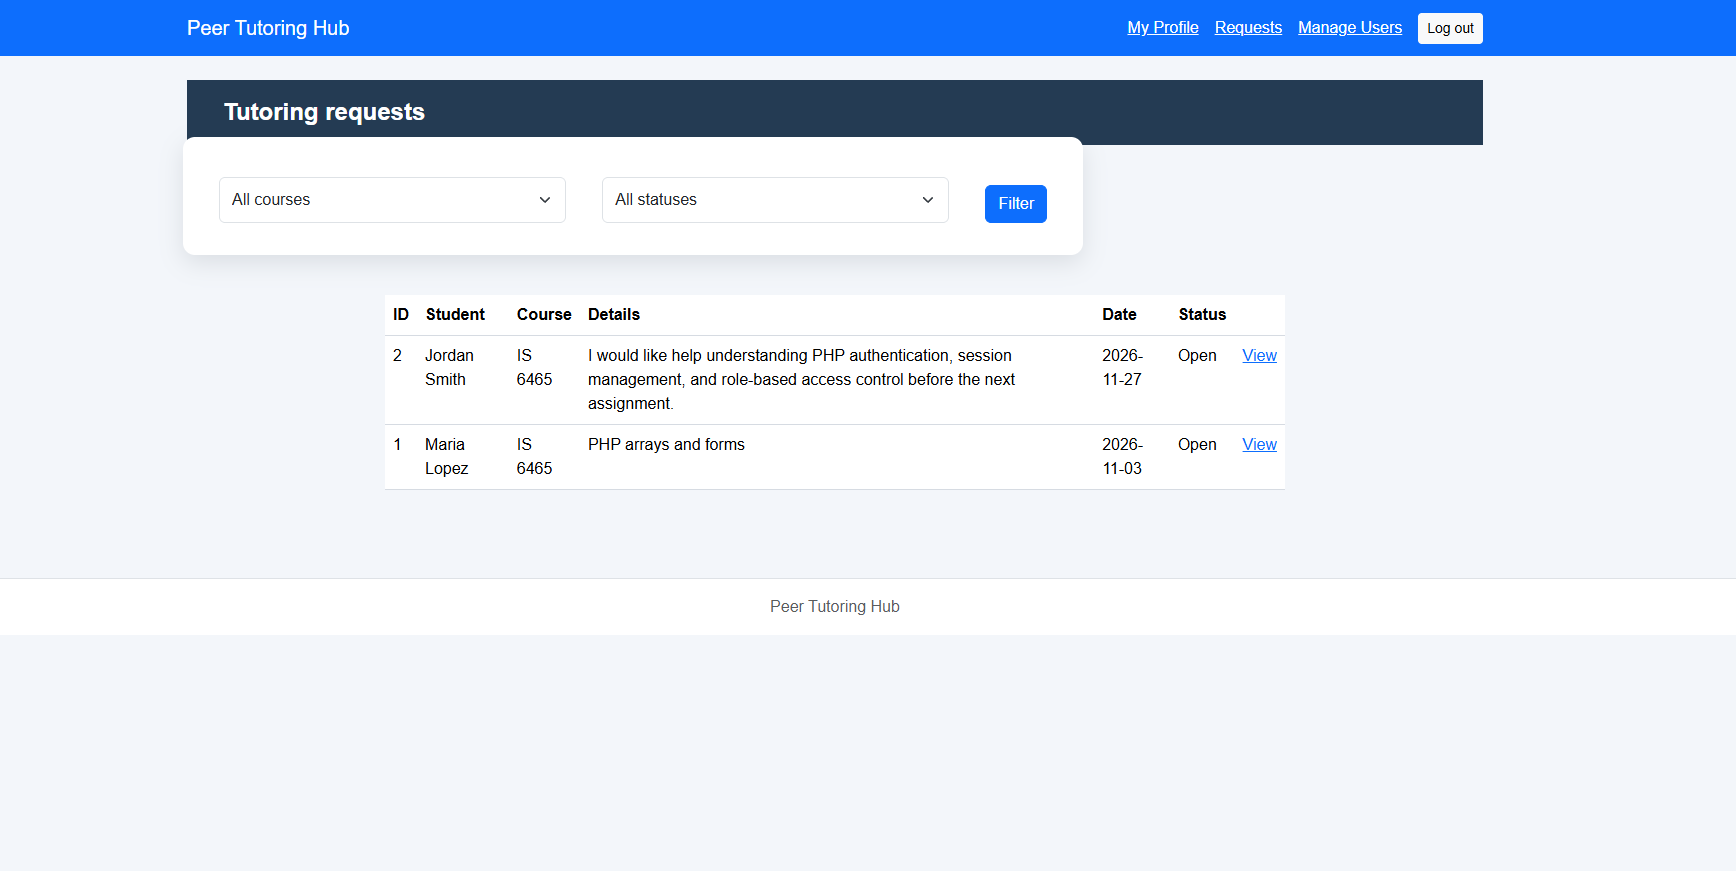 Peer Tutoring Hub My Profile Requests Manage Users Log out
Tutoring requests
All courses All statuses Filter
ID Student Course Details Date Status
2 Jordan IS I would like help understanding PHP authentication, session 2026- Open View
Smith 6465 management, and role-based access control before the next 11-27
assignment.
1 Maria IS PHP arrays and forms 2026- Open View
Lopez 6465 11-03
Peer Tutoring Hub